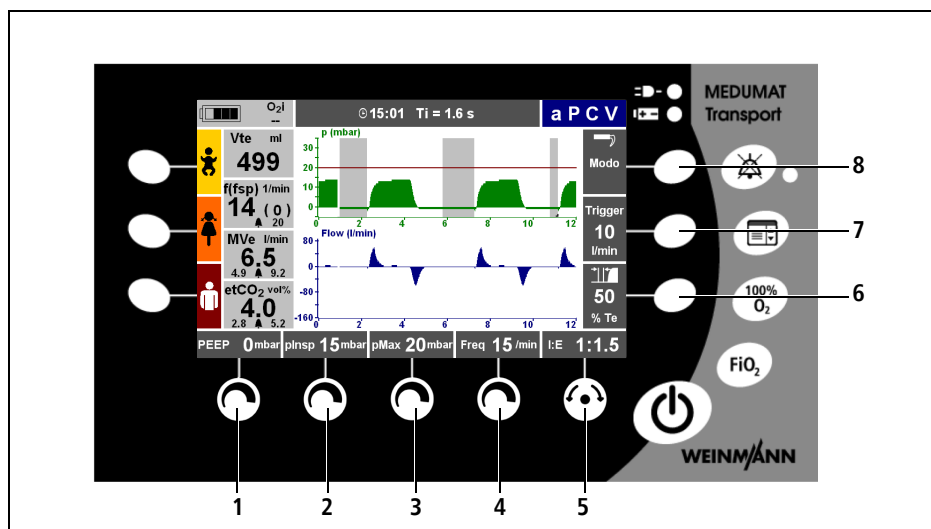 O2i
--
15:01 Ti = 1.6 s
a P C V
MEDUMAT
Transport
Vte ml
499
f(fsp) 1/min
14 ( 0 )
20
MVe l/min
6.5
4.9 9.2
etCO2 vol%
4.0
2.8 5.2
p (mbar)
30
20
10
0
0 2 4 6 8 10 12
Flow (l/min)
80
0
-80
-160
0 2 4 6 8 10 12
Modo
Trigger
10
l/min
50
% Te
PEEP 0 mbar
pInsp 15 mbar
pMax 20 mbar
Freq 15 /min
I:E 1:1.5
100%
O2
FiO2
WEINMANN
8
7
6
1 2 3 4 5